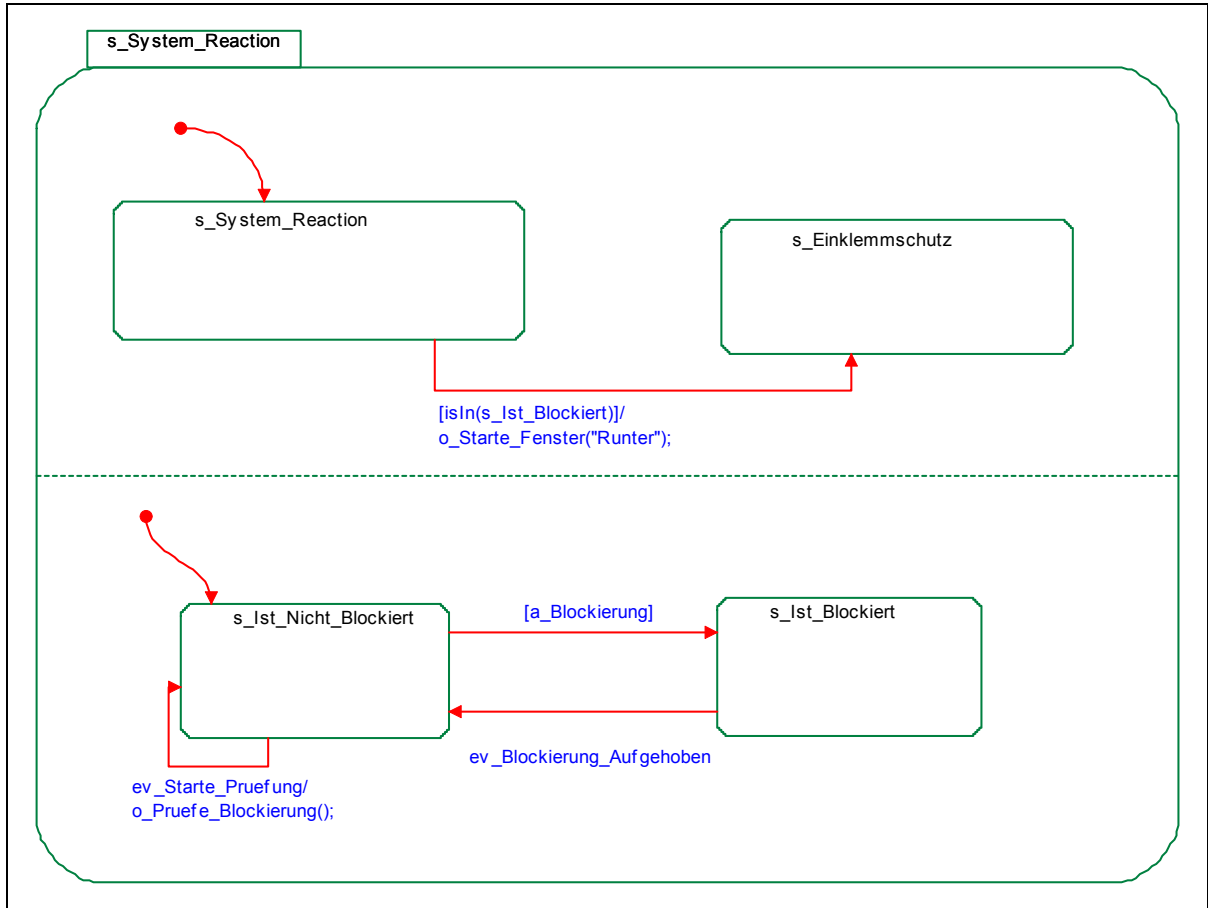 s_System_Reaction
s_System_Reaction
s_Einklemmschutz
[isIn(s_Ist_Blockiert)]/
o_Starte_Fenster("Runter");
s_Ist_Nicht_Blockiert
[a_Blockierung]
s_Ist_Blockiert
ev_Blockierung_Aufgehoben
ev_Starte_Pruefung/
o_Pruefe_Blockierung();